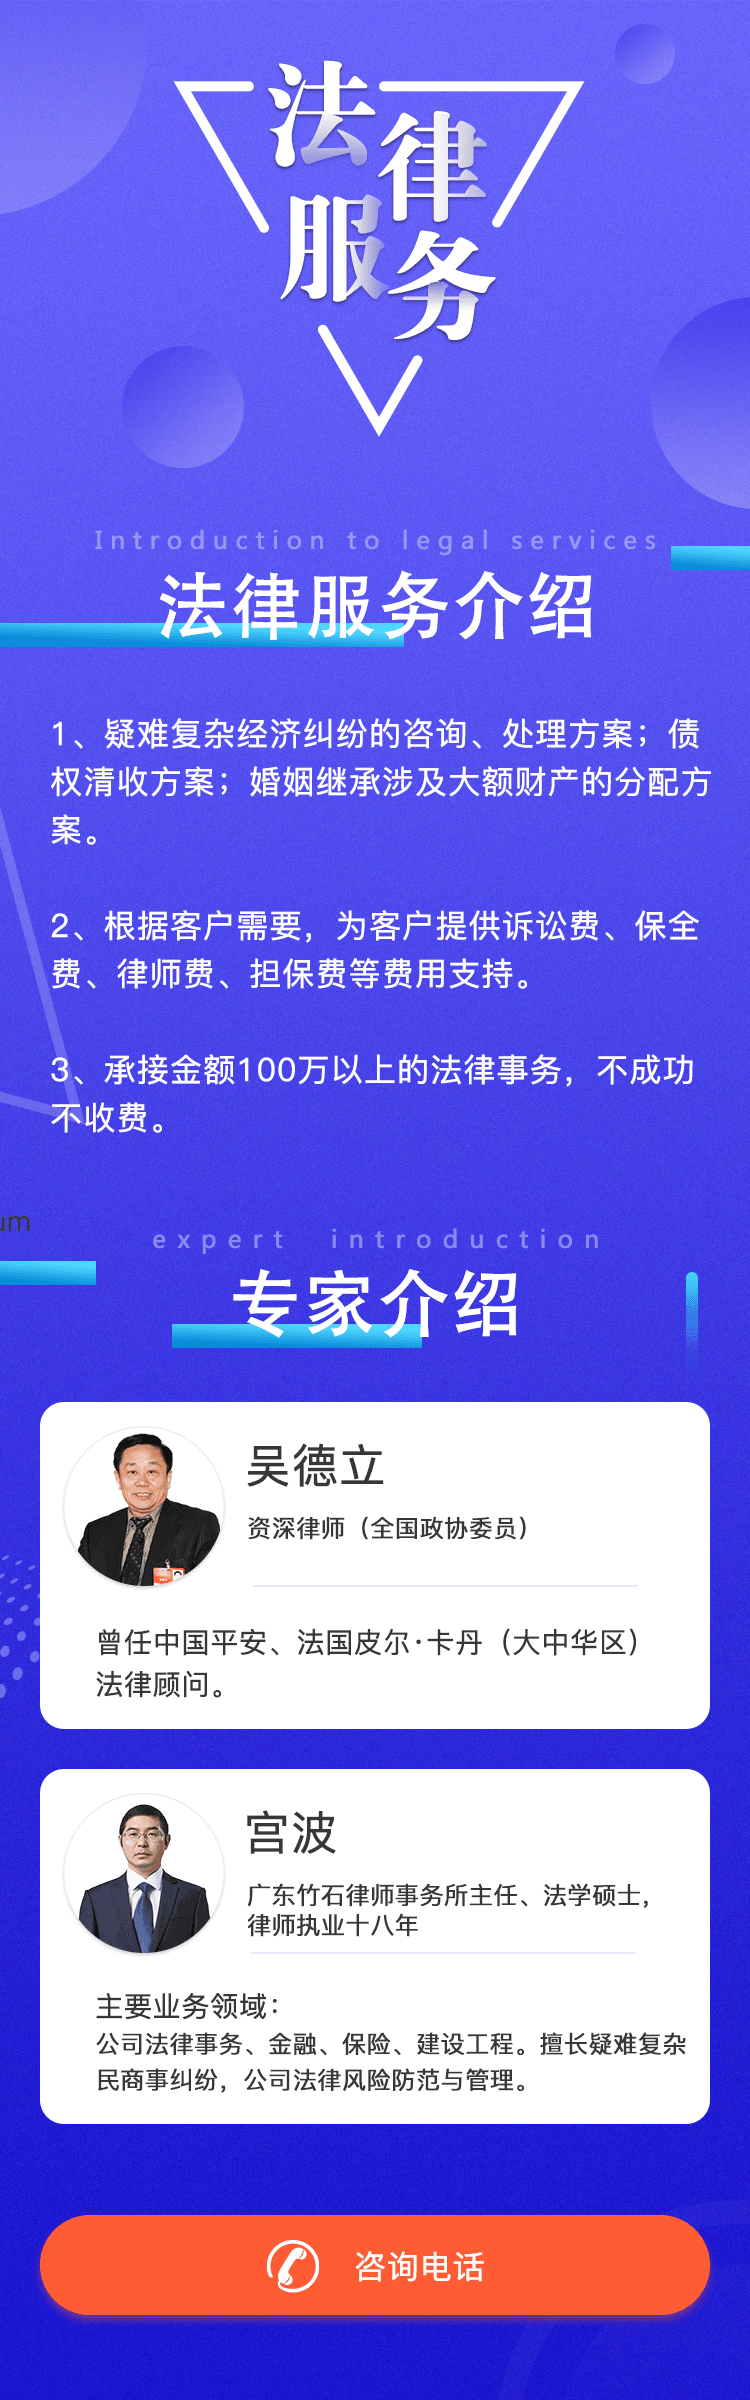 法律
服务
Introduction to legal services
法律服务介绍
1、疑难复杂经济纠纷的咨询、处理方案；债
权清收方案；婚姻继承涉及大额财产的分配方
案。
2、根据客户需要，为客户提供诉讼费、保全
费、律师费、担保费等费用支持。
3、承接金额100万以上的法律事务，不成功
不收费。
um
expert introduction
专家介绍
吴德立
资深律师（全国政协委员）
曾任中国平安、法国皮尔·卡丹（大中华区）
法律顾问。
宫波
广东竹石律师事务所主任、法学硕士，
律师执业十八年
主要业务领域：
公司法律事务、金融、保险、建设工程。擅长疑难复杂
民商事纠纷，公司法律风险防范与管理。
咨询电话